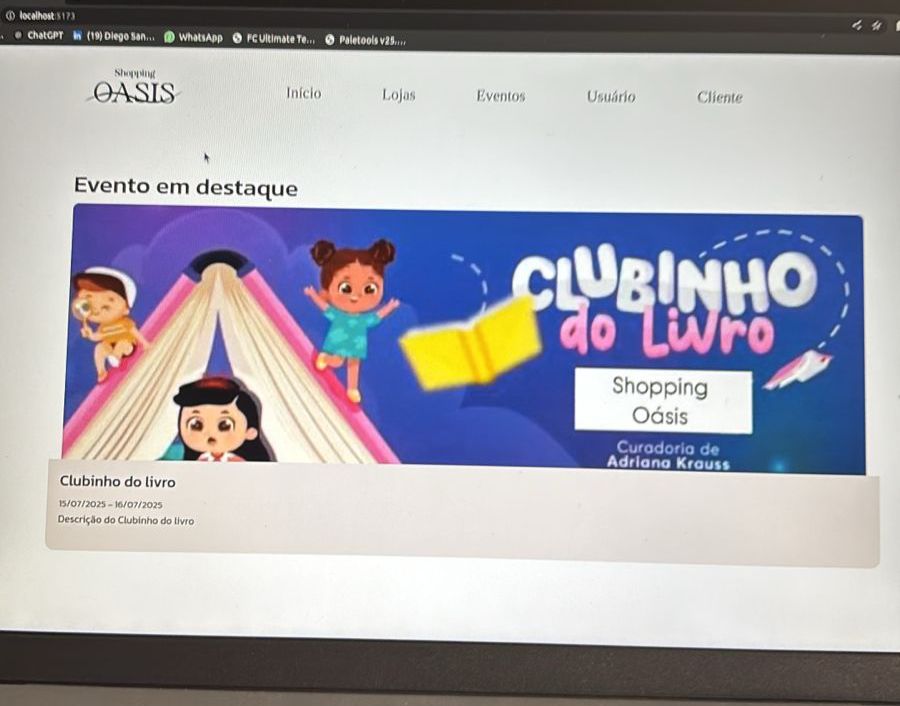 localhost:5173
ChatGPT
(19) Diego San...
WhatsApp
FC Ultimate Te...
Paletools v25....
Shopping
OASIS
Início
Lojas
Eventos
Usuário
Cliente
Evento em destaque
CLUBINHO
do Livro
Shopping
Oásis
Curadoria de
Adriana Krauss
Clubinho do livro
15/07/2025 - 16/07/2025
Descrição do Clubinho do livro